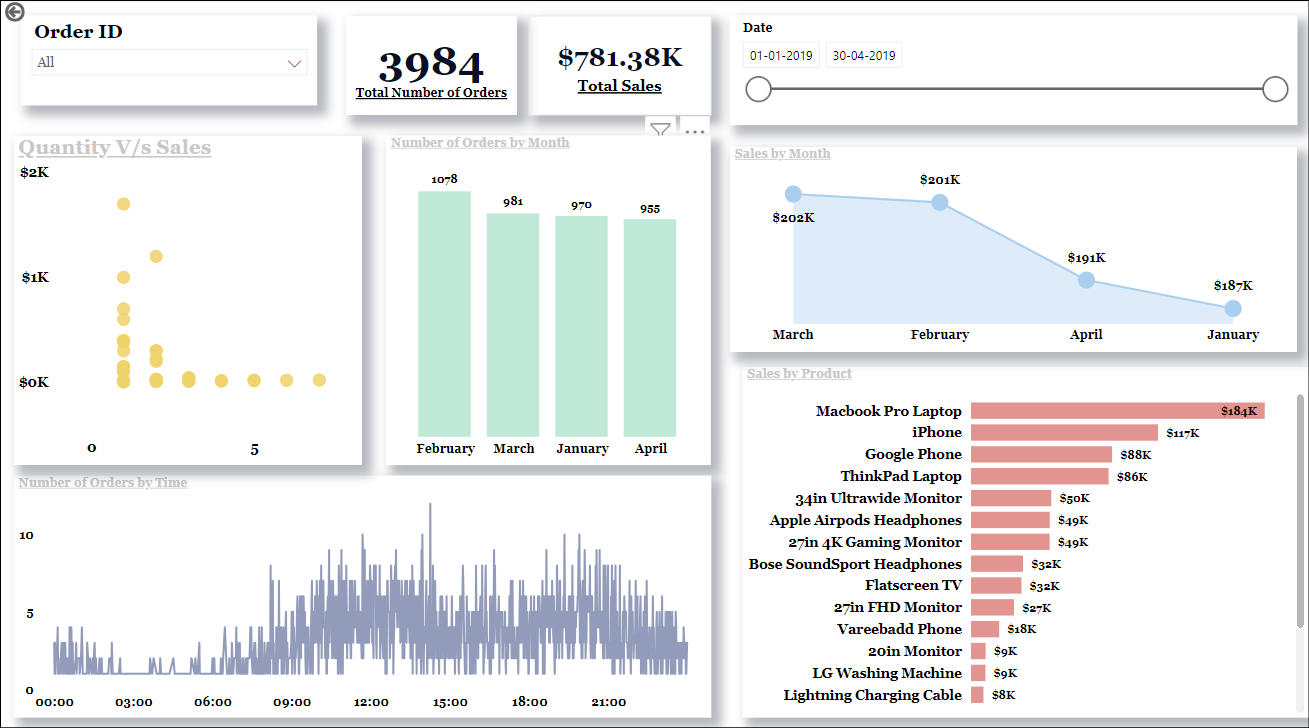 Order ID
All
3984
Total Number of Orders
$781.38K
Total Sales
Date
01-01-2019 30-04-2019
Quantity V/s Sales
$2K
$1K
$0K
0 5
Number of Orders by Month
1078
981
970
955
February March January April
Sales by Month
$202K
$201K
$191K
$187K
March February April January
Number of Orders by Time
10
5
0
00:00 03:00 06:00 09:00 12:00 15:00 18:00 21:00
Sales by Product
Macbook Pro Laptop $184K
iPhone $117K
Google Phone $88K
ThinkPad Laptop $86K
34in Ultrawide Monitor $50K
Apple Airpods Headphones $49K
27in 4K Gaming Monitor $49K
Bose SoundSport Headphones $32K
Flatscreen TV $32K
27in FHD Monitor $27K
Vareebadd Phone $18K
20in Monitor $9K
LG Washing Machine $9K
Lightning Charging Cable $8K